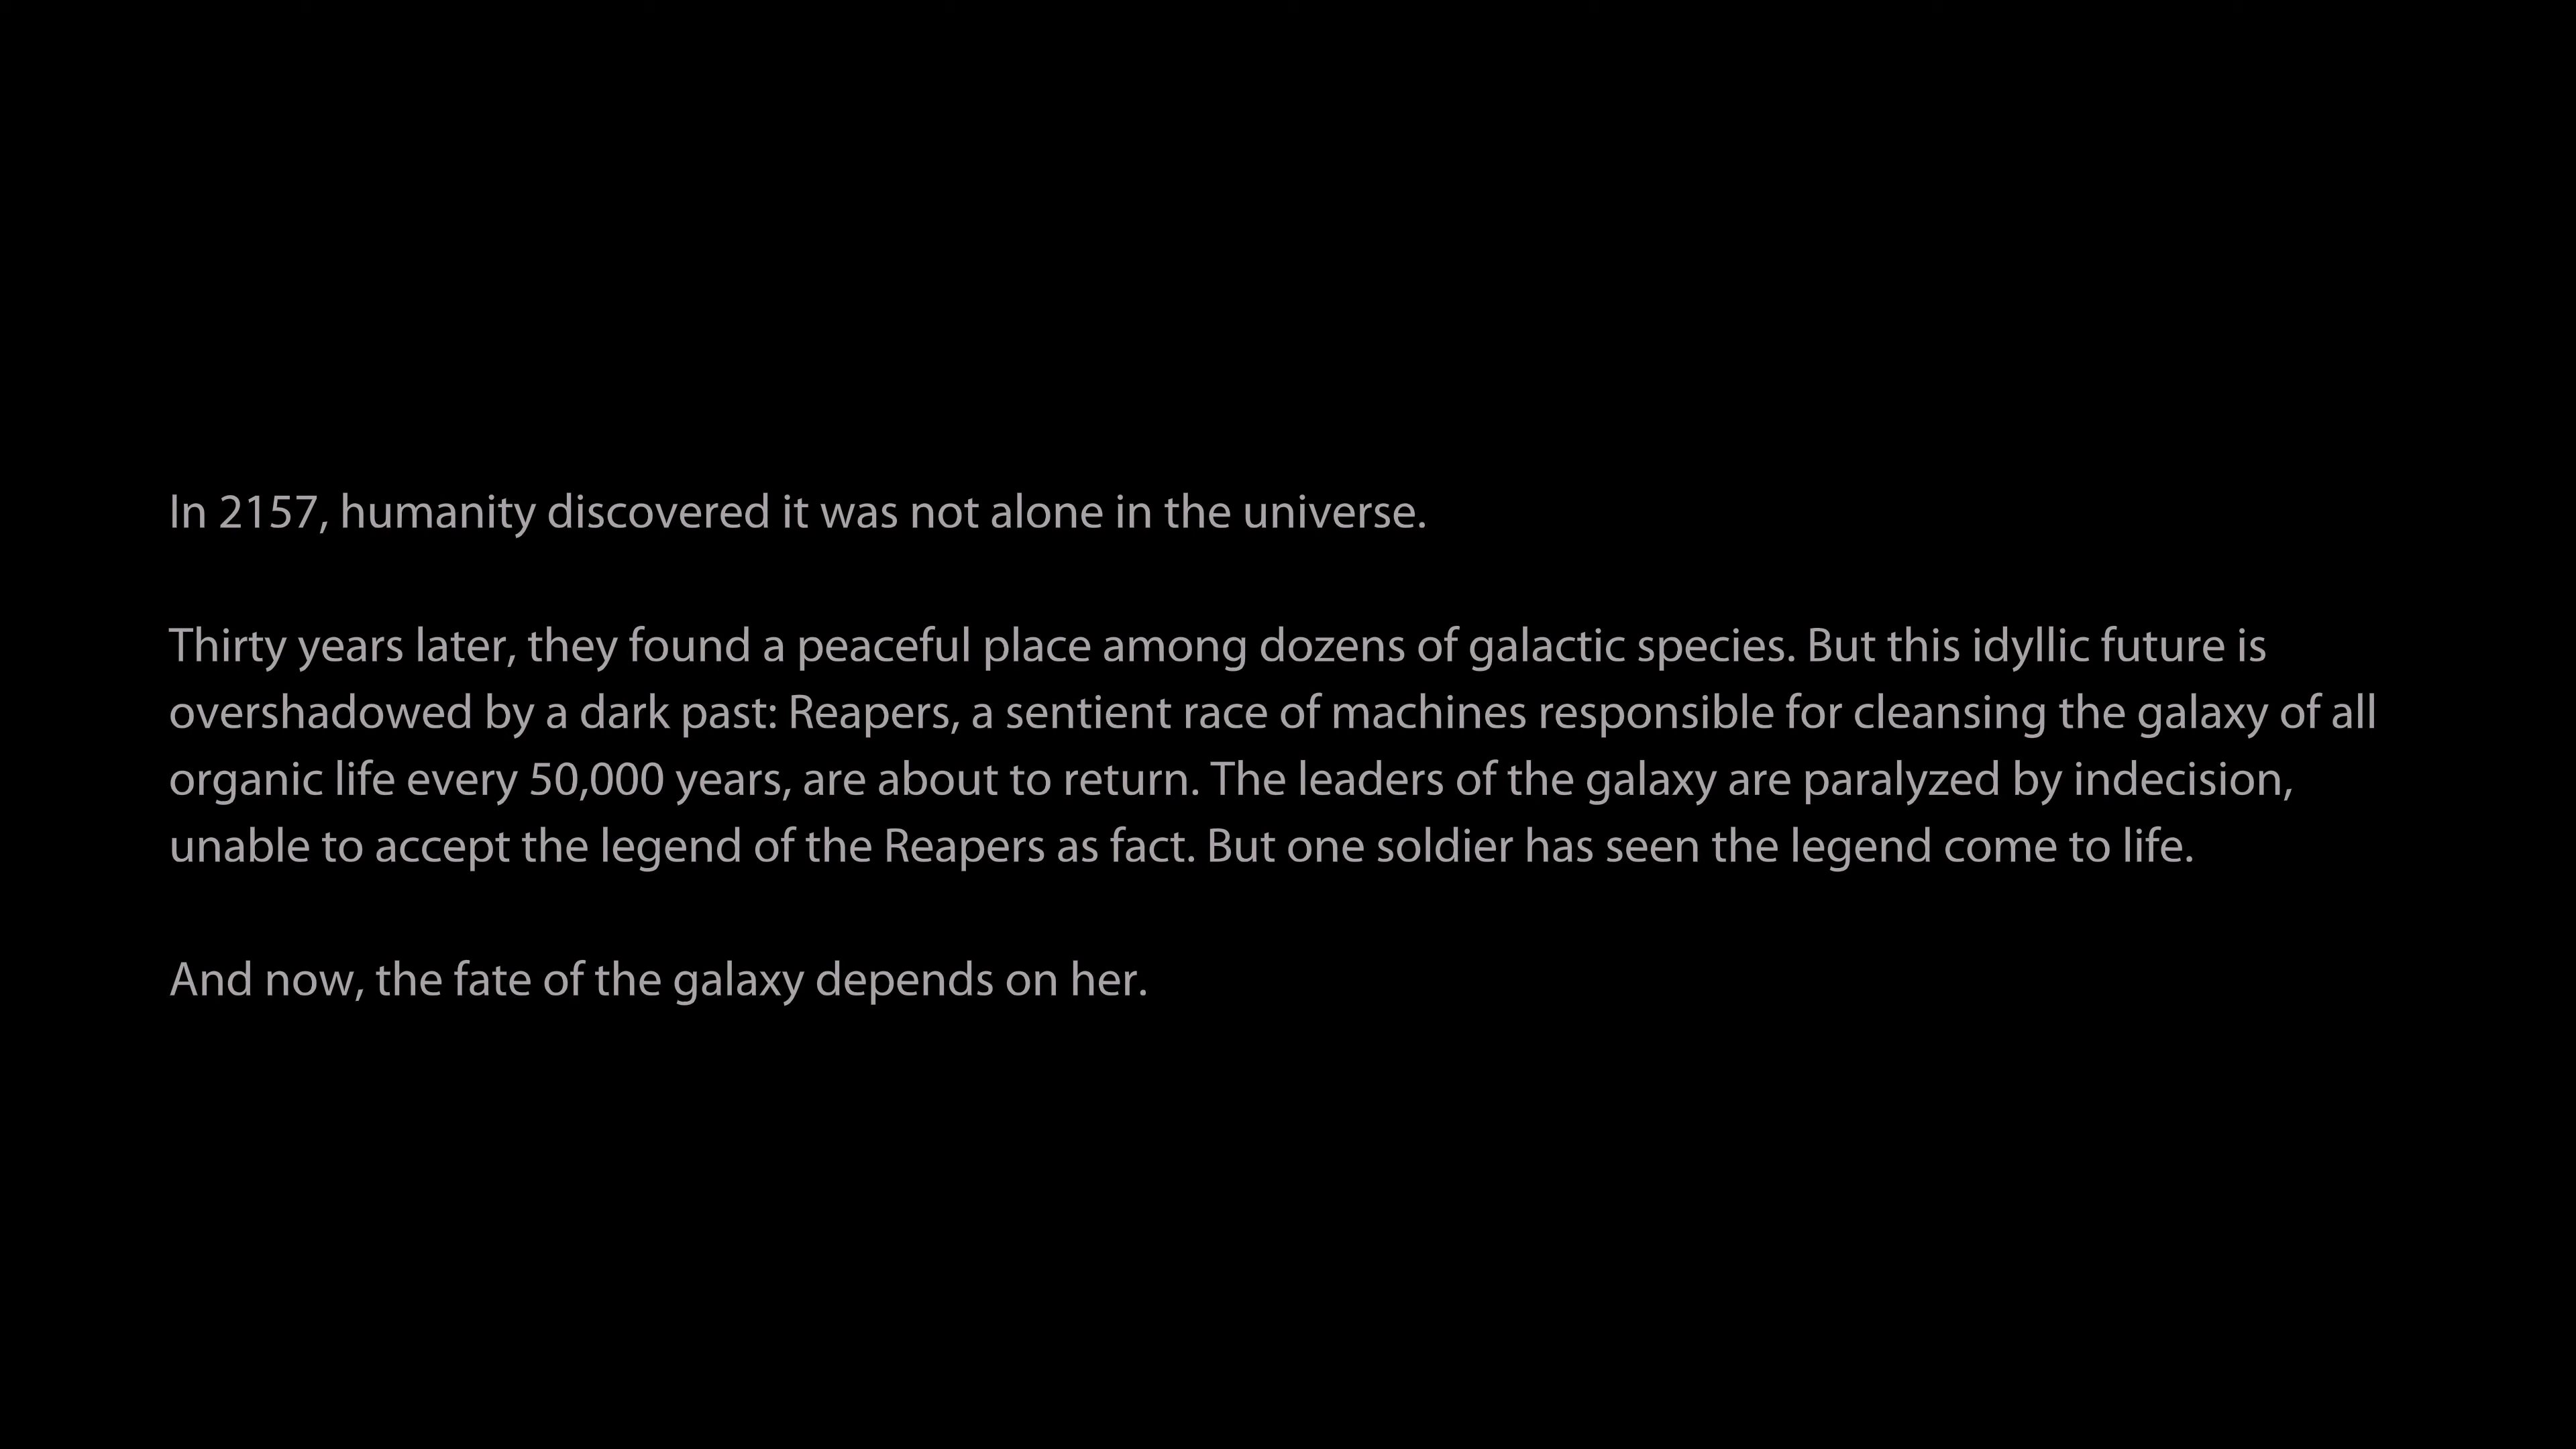 In 2157, humanity discovered it was not alone in the universe.
Thirty years later, they found a peaceful place among dozens of galactic species. But this idyllic future is
overshadowed by a dark past: Reapers, a sentient race of machines responsible for cleansing the galaxy of all
organic life every 50,000 years, are about to return. The leaders of the galaxy are paralyzed by indecision,
unable to accept the legend of the Reapers as fact. But one soldier has seen the legend come to life.
And now, the fate of the galaxy depends on her.